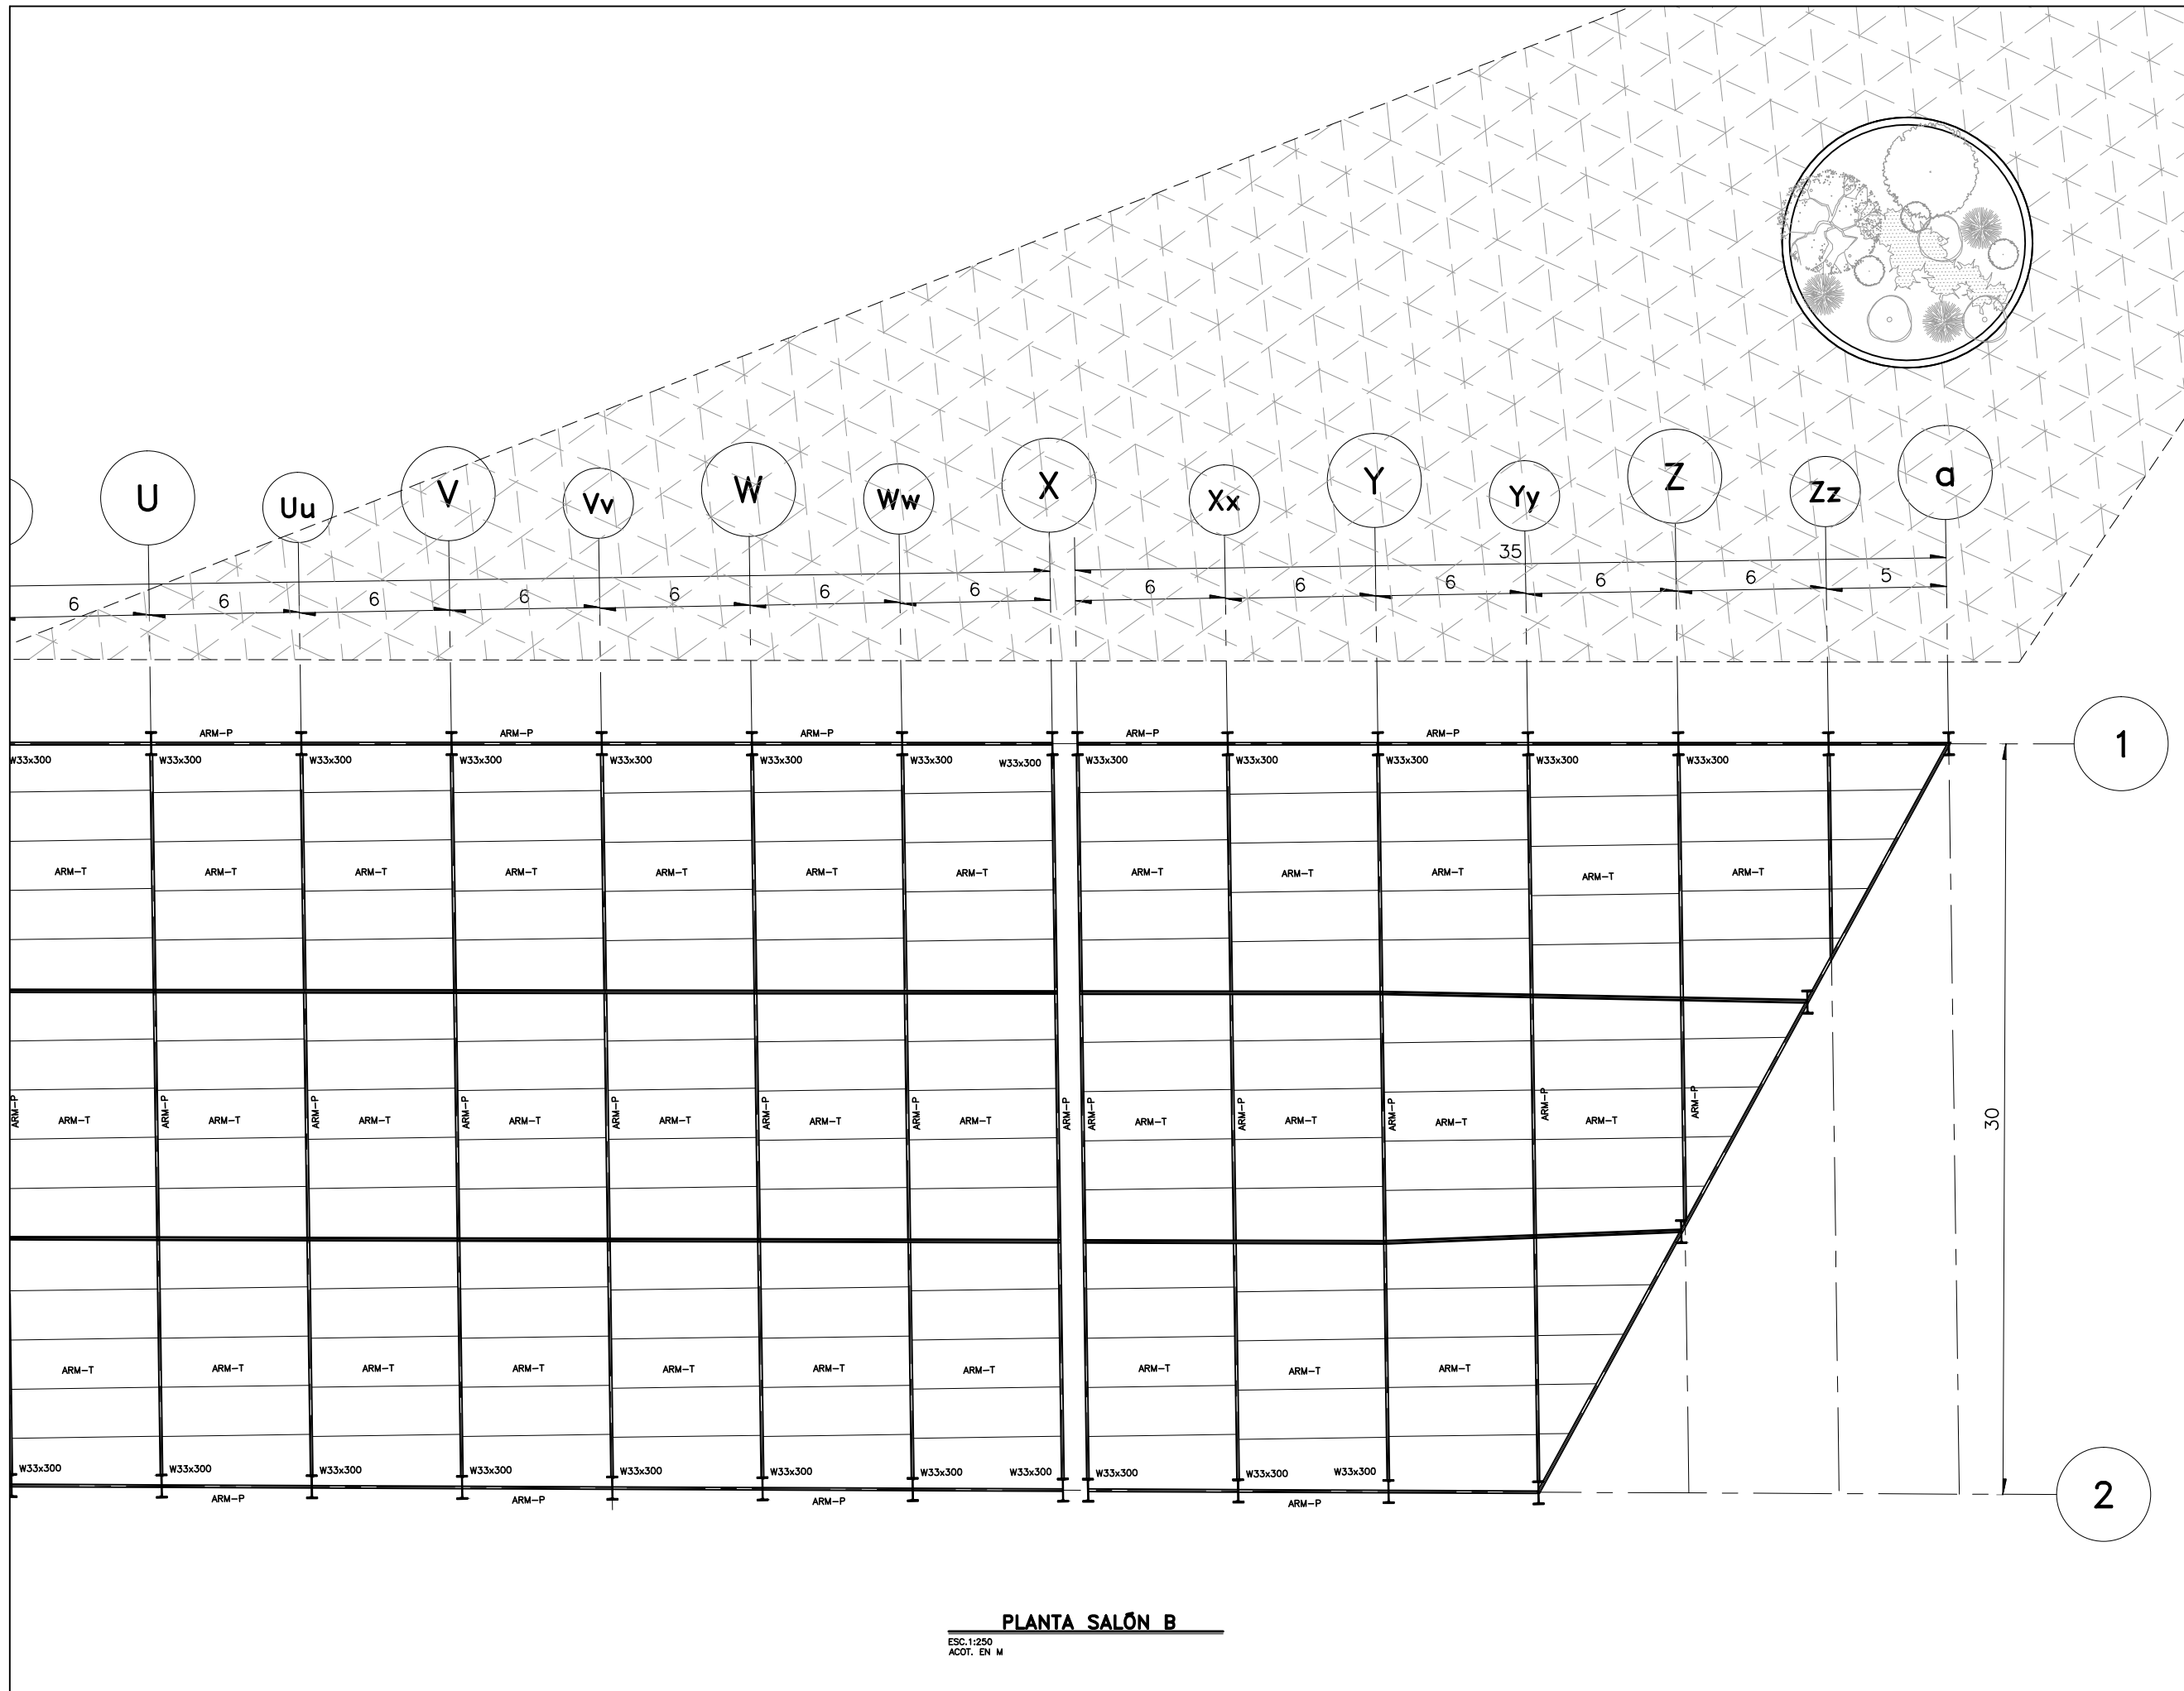 U Uu V Vv W Ww X Xx Y Yy Z Zz a
35
6 6 6 6 6 6 6 6 6 6 6 6 5
ARM-P ARM-P ARM-P ARM-P ARM-P
1
W33x300 W33x300 W33x300 W33x300 W33x300 W33x300 W33x300 W33x300 W33x300 W33x300 W33x300 W33x300 W33x300
ARM-T ARM-T ARM-T ARM-T ARM-T ARM-T ARM-T ARM-T ARM-T ARM-T ARM-T ARM-T
ARM-P ARM-T ARM-P ARM-T ARM-P ARM-T ARM-P ARM-T ARM-P ARM-T ARM-P ARM-T ARM-P ARM-T ARM-P ARM-P ARM-T ARM-P ARM-T ARM-P ARM-T ARM-P ARM-T ARM-P
30
ARM-T ARM-T ARM-T ARM-T ARM-T ARM-T ARM-T ARM-T ARM-T ARM-T
W33x300 W33x300 W33x300 W33x300 W33x300 W33x300 W33x300 W33x300 W33x300 W33x300 W33x300
ARM-P ARM-P ARM-P ARM-P
2
PLANTA SALÓN B
ESC.1:250
ACOT. EN M